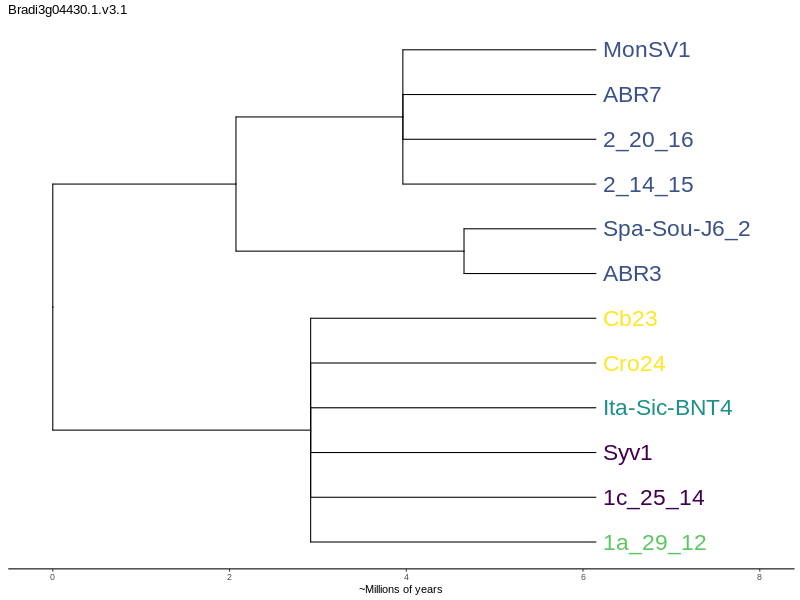 Bradi3g04430.1.v3.1
MonSV1
ABR7
2_20_16
2_14_15
Spa-Sou-J6_2
ABR3
Cb23
Cro24
Ita-Sic-BNT4
Syv1
1c_25_14
1a_29_12
0 2 4 6 8
~Millions of years